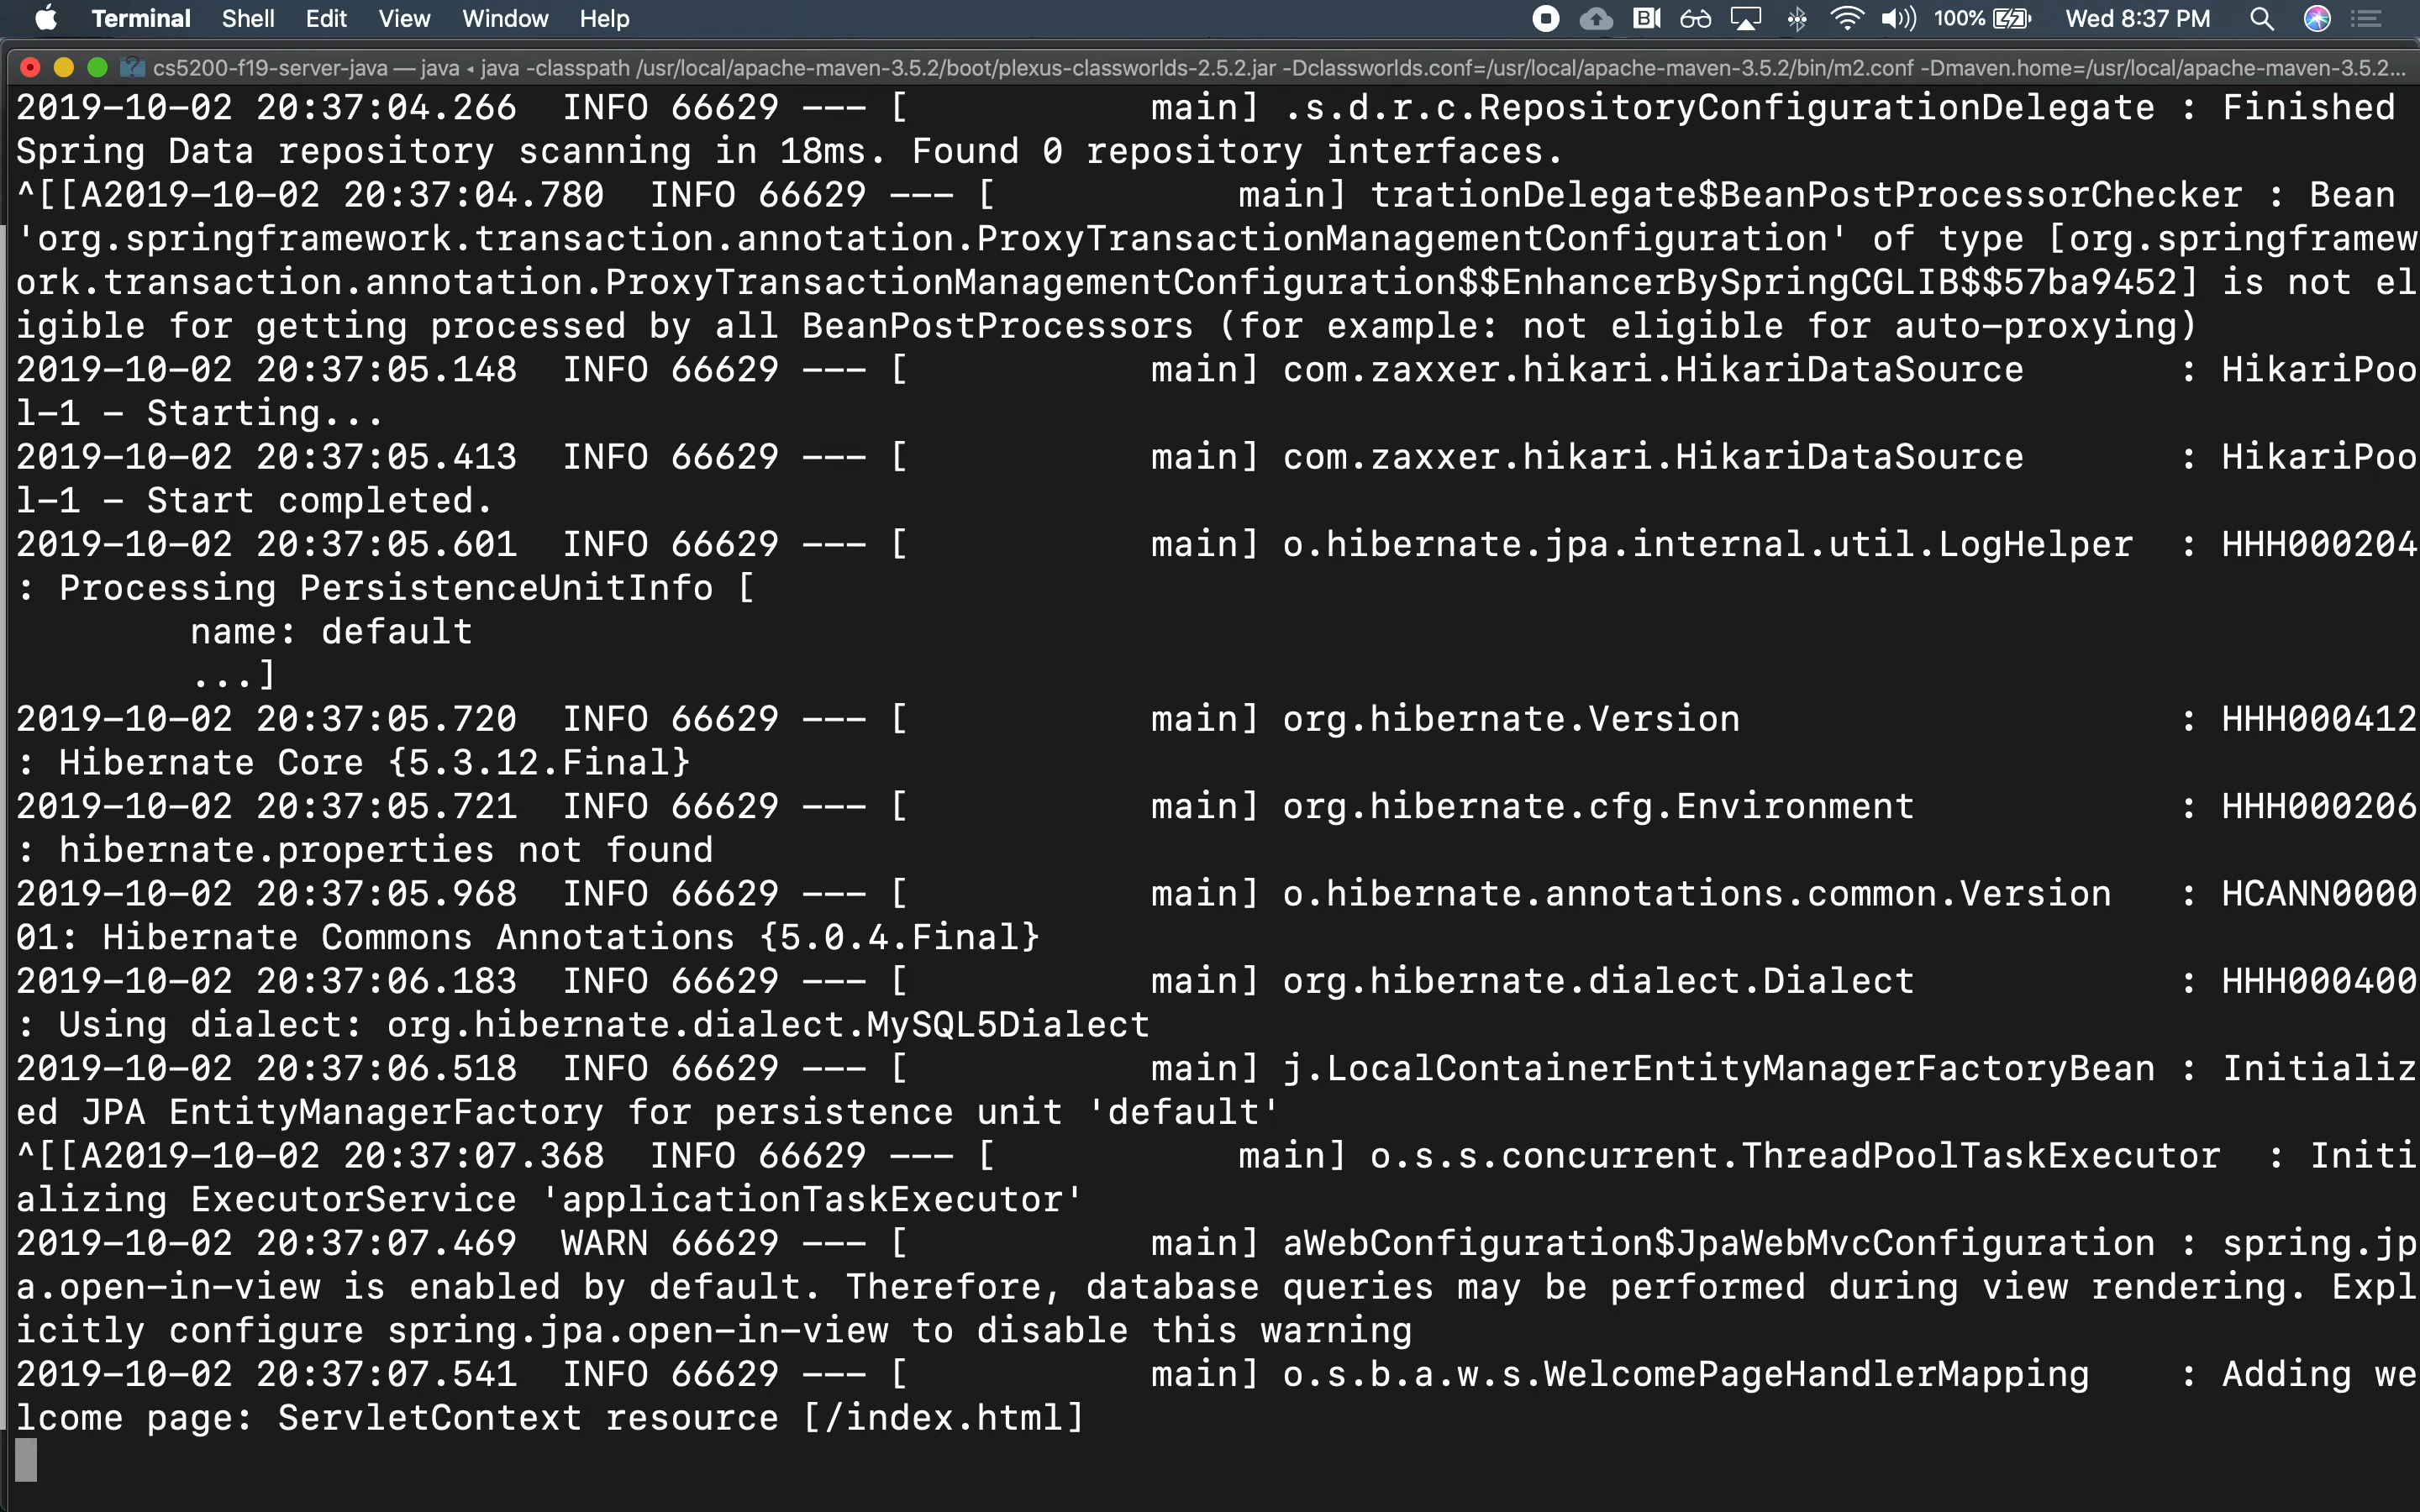 Terminal Shell Edit View Window Help 100% Wed 8:37 PM
cs5200-f19-server-java — java ◂ java -classpath /usr/local/apache-maven-3.5.2/boot/plexus-classworlds-2.5.2.jar -Dclassworlds.conf=/usr/local/apache-maven-3.5.2/bin/m2.conf -Dmaven.home=/usr/local/apache-maven-3.5.2...
2019-10-02 20:37:04.266  INFO 66629 --- [           main] .s.d.r.c.RepositoryConfigurationDelegate : Finished
Spring Data repository scanning in 18ms. Found 0 repository interfaces.
^[[A2019-10-02 20:37:04.780  INFO 66629 --- [           main] trationDelegate$BeanPostProcessorChecker : Bean
'org.springframework.transaction.annotation.ProxyTransactionManagementConfiguration' of type [org.springframew
ork.transaction.annotation.ProxyTransactionManagementConfiguration$$EnhancerBySpringCGLIB$$57ba9452] is not el
igible for getting processed by all BeanPostProcessors (for example: not eligible for auto-proxying)
2019-10-02 20:37:05.148  INFO 66629 --- [           main] com.zaxxer.hikari.HikariDataSource       : HikariPoo
l-1 - Starting...
2019-10-02 20:37:05.413  INFO 66629 --- [           main] com.zaxxer.hikari.HikariDataSource       : HikariPoo
l-1 - Start completed.
2019-10-02 20:37:05.601  INFO 66629 --- [           main] o.hibernate.jpa.internal.util.LogHelper  : HHH000204
: Processing PersistenceUnitInfo [
        name: default
        ...]
2019-10-02 20:37:05.720  INFO 66629 --- [           main] org.hibernate.Version                    : HHH000412
: Hibernate Core {5.3.12.Final}
2019-10-02 20:37:05.721  INFO 66629 --- [           main] org.hibernate.cfg.Environment            : HHH000206
: hibernate.properties not found
2019-10-02 20:37:05.968  INFO 66629 --- [           main] o.hibernate.annotations.common.Version   : HCANN0000
01: Hibernate Commons Annotations {5.0.4.Final}
2019-10-02 20:37:06.183  INFO 66629 --- [           main] org.hibernate.dialect.Dialect            : HHH000400
: Using dialect: org.hibernate.dialect.MySQL5Dialect
2019-10-02 20:37:06.518  INFO 66629 --- [           main] j.LocalContainerEntityManagerFactoryBean : Initializ
ed JPA EntityManagerFactory for persistence unit 'default'
^[[A2019-10-02 20:37:07.368  INFO 66629 --- [           main] o.s.s.concurrent.ThreadPoolTaskExecutor  : Initi
alizing ExecutorService 'applicationTaskExecutor'
2019-10-02 20:37:07.469  WARN 66629 --- [           main] aWebConfiguration$JpaWebMvcConfiguration : spring.jp
a.open-in-view is enabled by default. Therefore, database queries may be performed during view rendering. Expl
icitly configure spring.jpa.open-in-view to disable this warning
2019-10-02 20:37:07.541  INFO 66629 --- [           main] o.s.b.a.w.s.WelcomePageHandlerMapping    : Adding we
lcome page: ServletContext resource [/index.html]